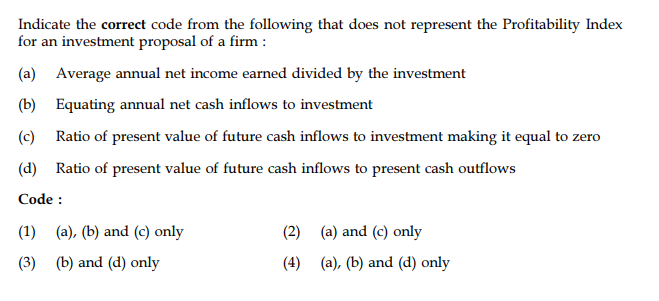 Indicate the correct code from the following that does not represent the Profitability Index
for an investment proposal of a firm :
(a) Average annual net income earned divided by the investment
(b) Equating annual net cash inflows to investment
(c) Ratio of present value of future cash inflows to investment making it equal to zero
(d) Ratio of present value of future cash inflows to present cash outflows
Code :
(1) (a), (b) and (c) only (2) (a) and (c) only
(3) (b) and (d) only (4) (a), (b) and (d) only